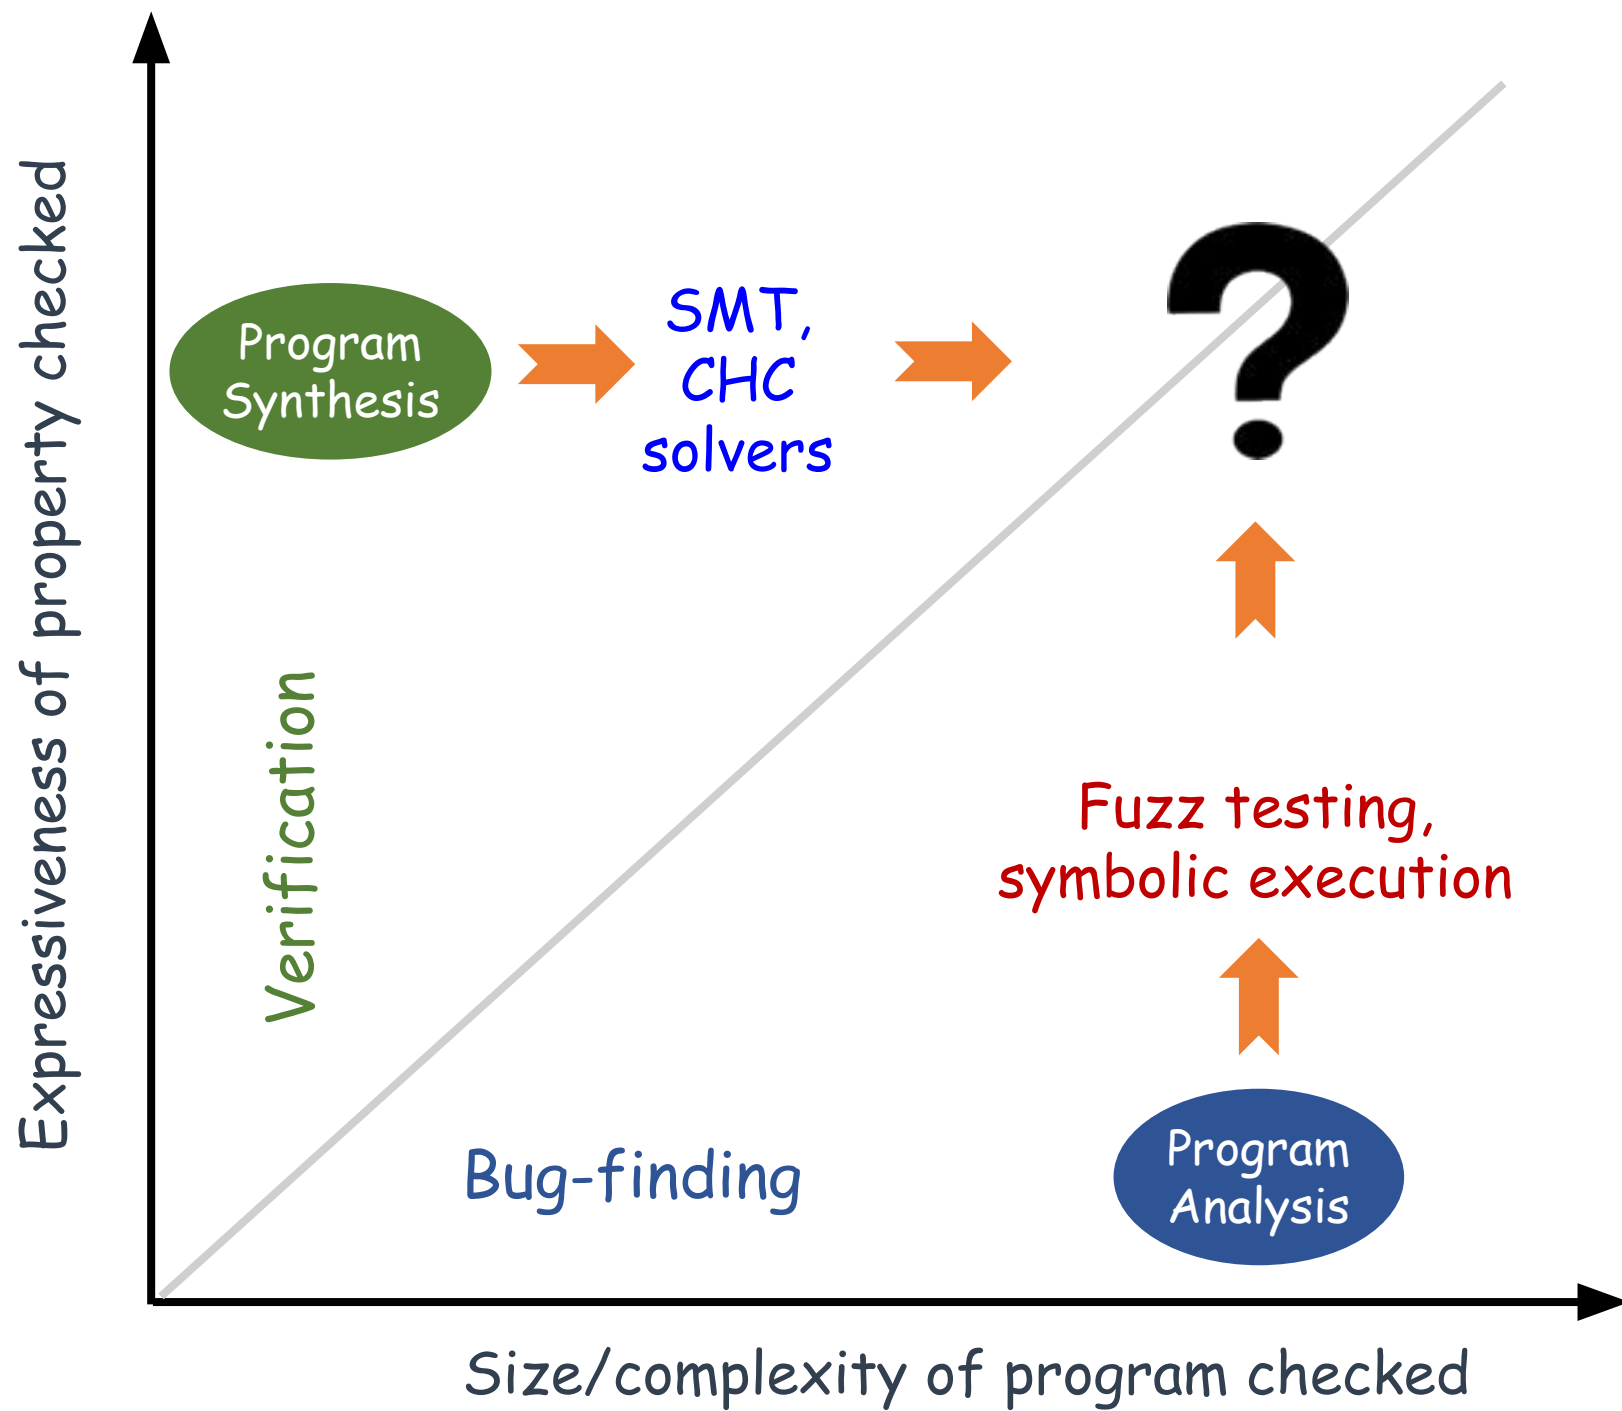 Expressiveness of property checked
Program
Synthesis
SMT,
CHC
solvers
?
Verification
Fuzz testing,
symbolic execution
Bug-finding
Program
Analysis
Size/complexity of program checked